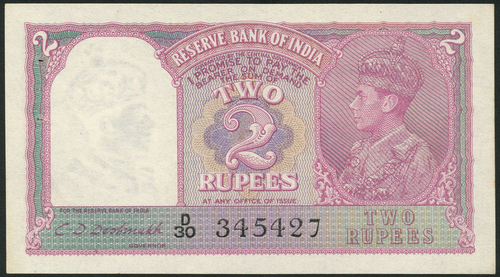 2
RESERVE BANK OF INDIA
2
I PROMISE TO PAY THE
BEARER ON DEMAND
THE SUM OF
TWO
2
RUPEES
AT ANY OFFICE OF ISSUE
FOR THE RESERVE BANK OF INDIA
C D Deshmukh
GOVERNOR
D/30 345427
TWO
RUPEES